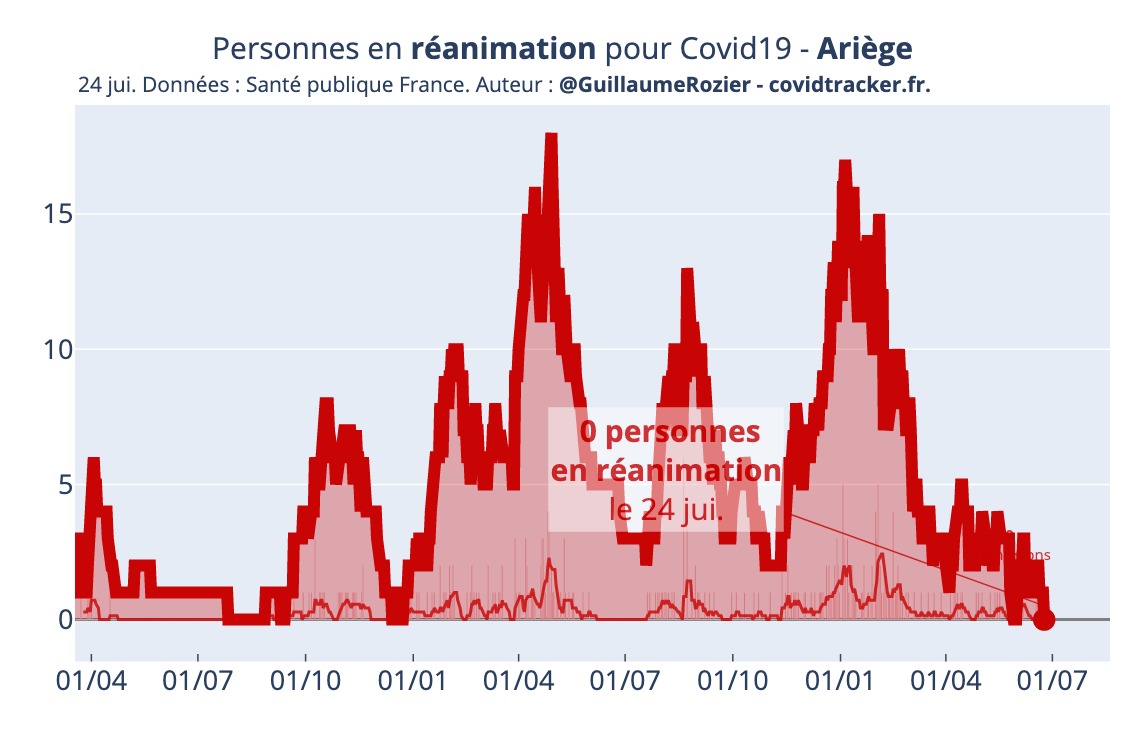 Personnes en réanimation pour Covid19 - Ariège
24 jui. Données : Santé publique France. Auteur : @GuillaumeRozier - covidtracker.fr.
15
10
5
0
0 personnes
en réanimation
le 24 jui.
01/04 01/07 01/10 01/01 01/04 01/07 01/10 01/01 01/04 01/07